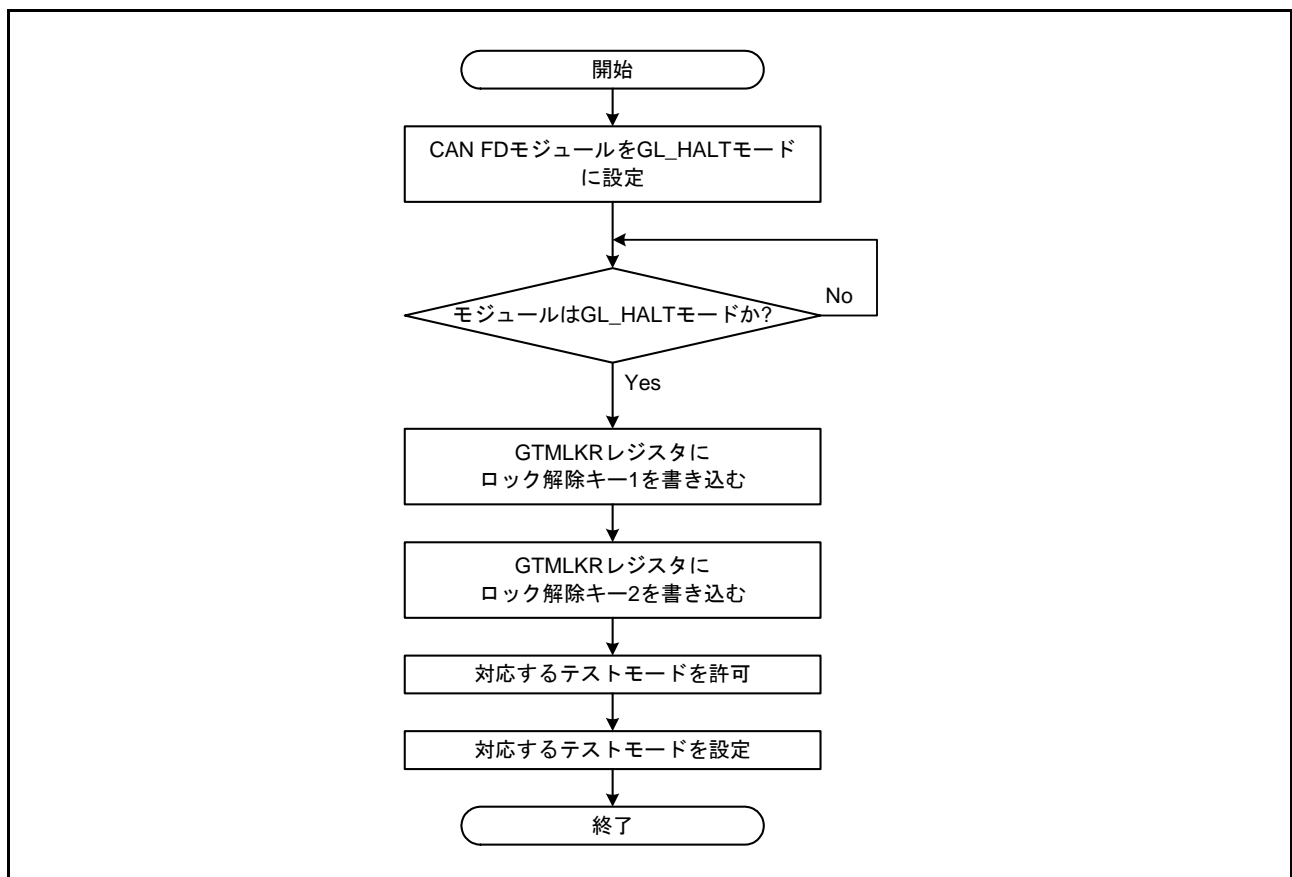 開始
CAN FDモジュールをGL_HALTモード
に設定
モジュールはGL_HALTモードか?
No
Yes
GTMLKRレジスタに
ロック解除キー1を書き込む
GTMLKRレジスタに
ロック解除キー2を書き込む
対応するテストモードを許可
対応するテストモードを設定
終了